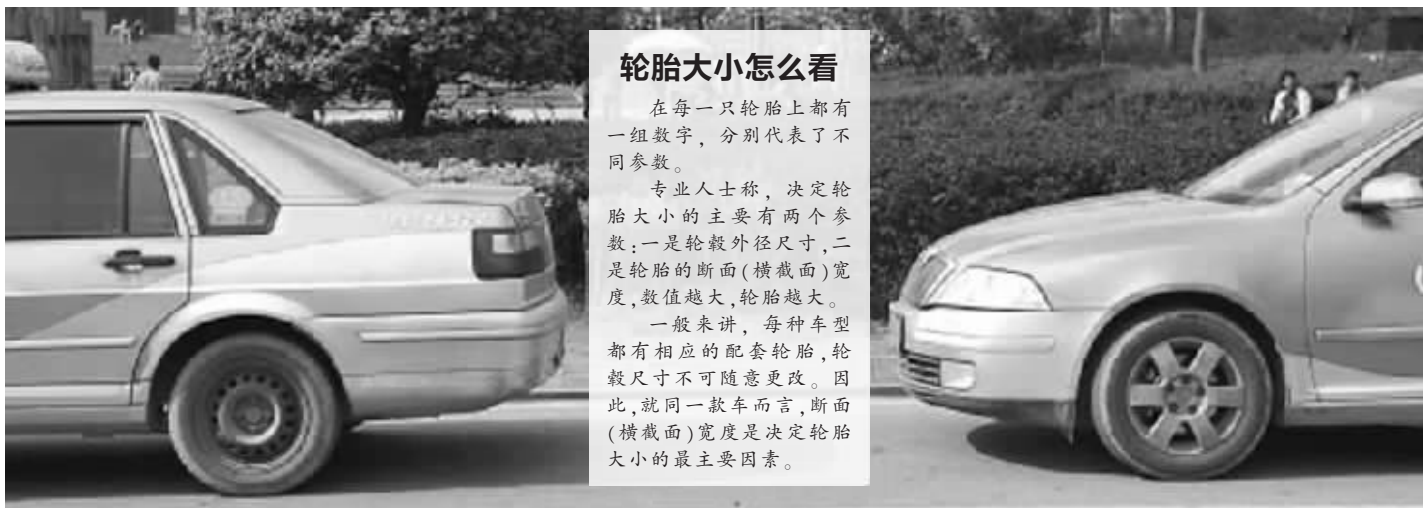 轮胎大小怎么看
在每一只轮胎上都有
一组数字，分别代表了不
同参数。
专业人士称，决定轮
胎大小的主要有两个参
数：一是轮毂外径尺寸，二
是轮胎的断面(横截面)宽
度，数值越大，轮胎越大。
一般来讲，每种车型
都有相应的配套轮胎，轮
毂尺寸不可随意更改。因
此，就同一款车而言，断面
(横截面)宽度是决定轮胎
大小的最主要因素。